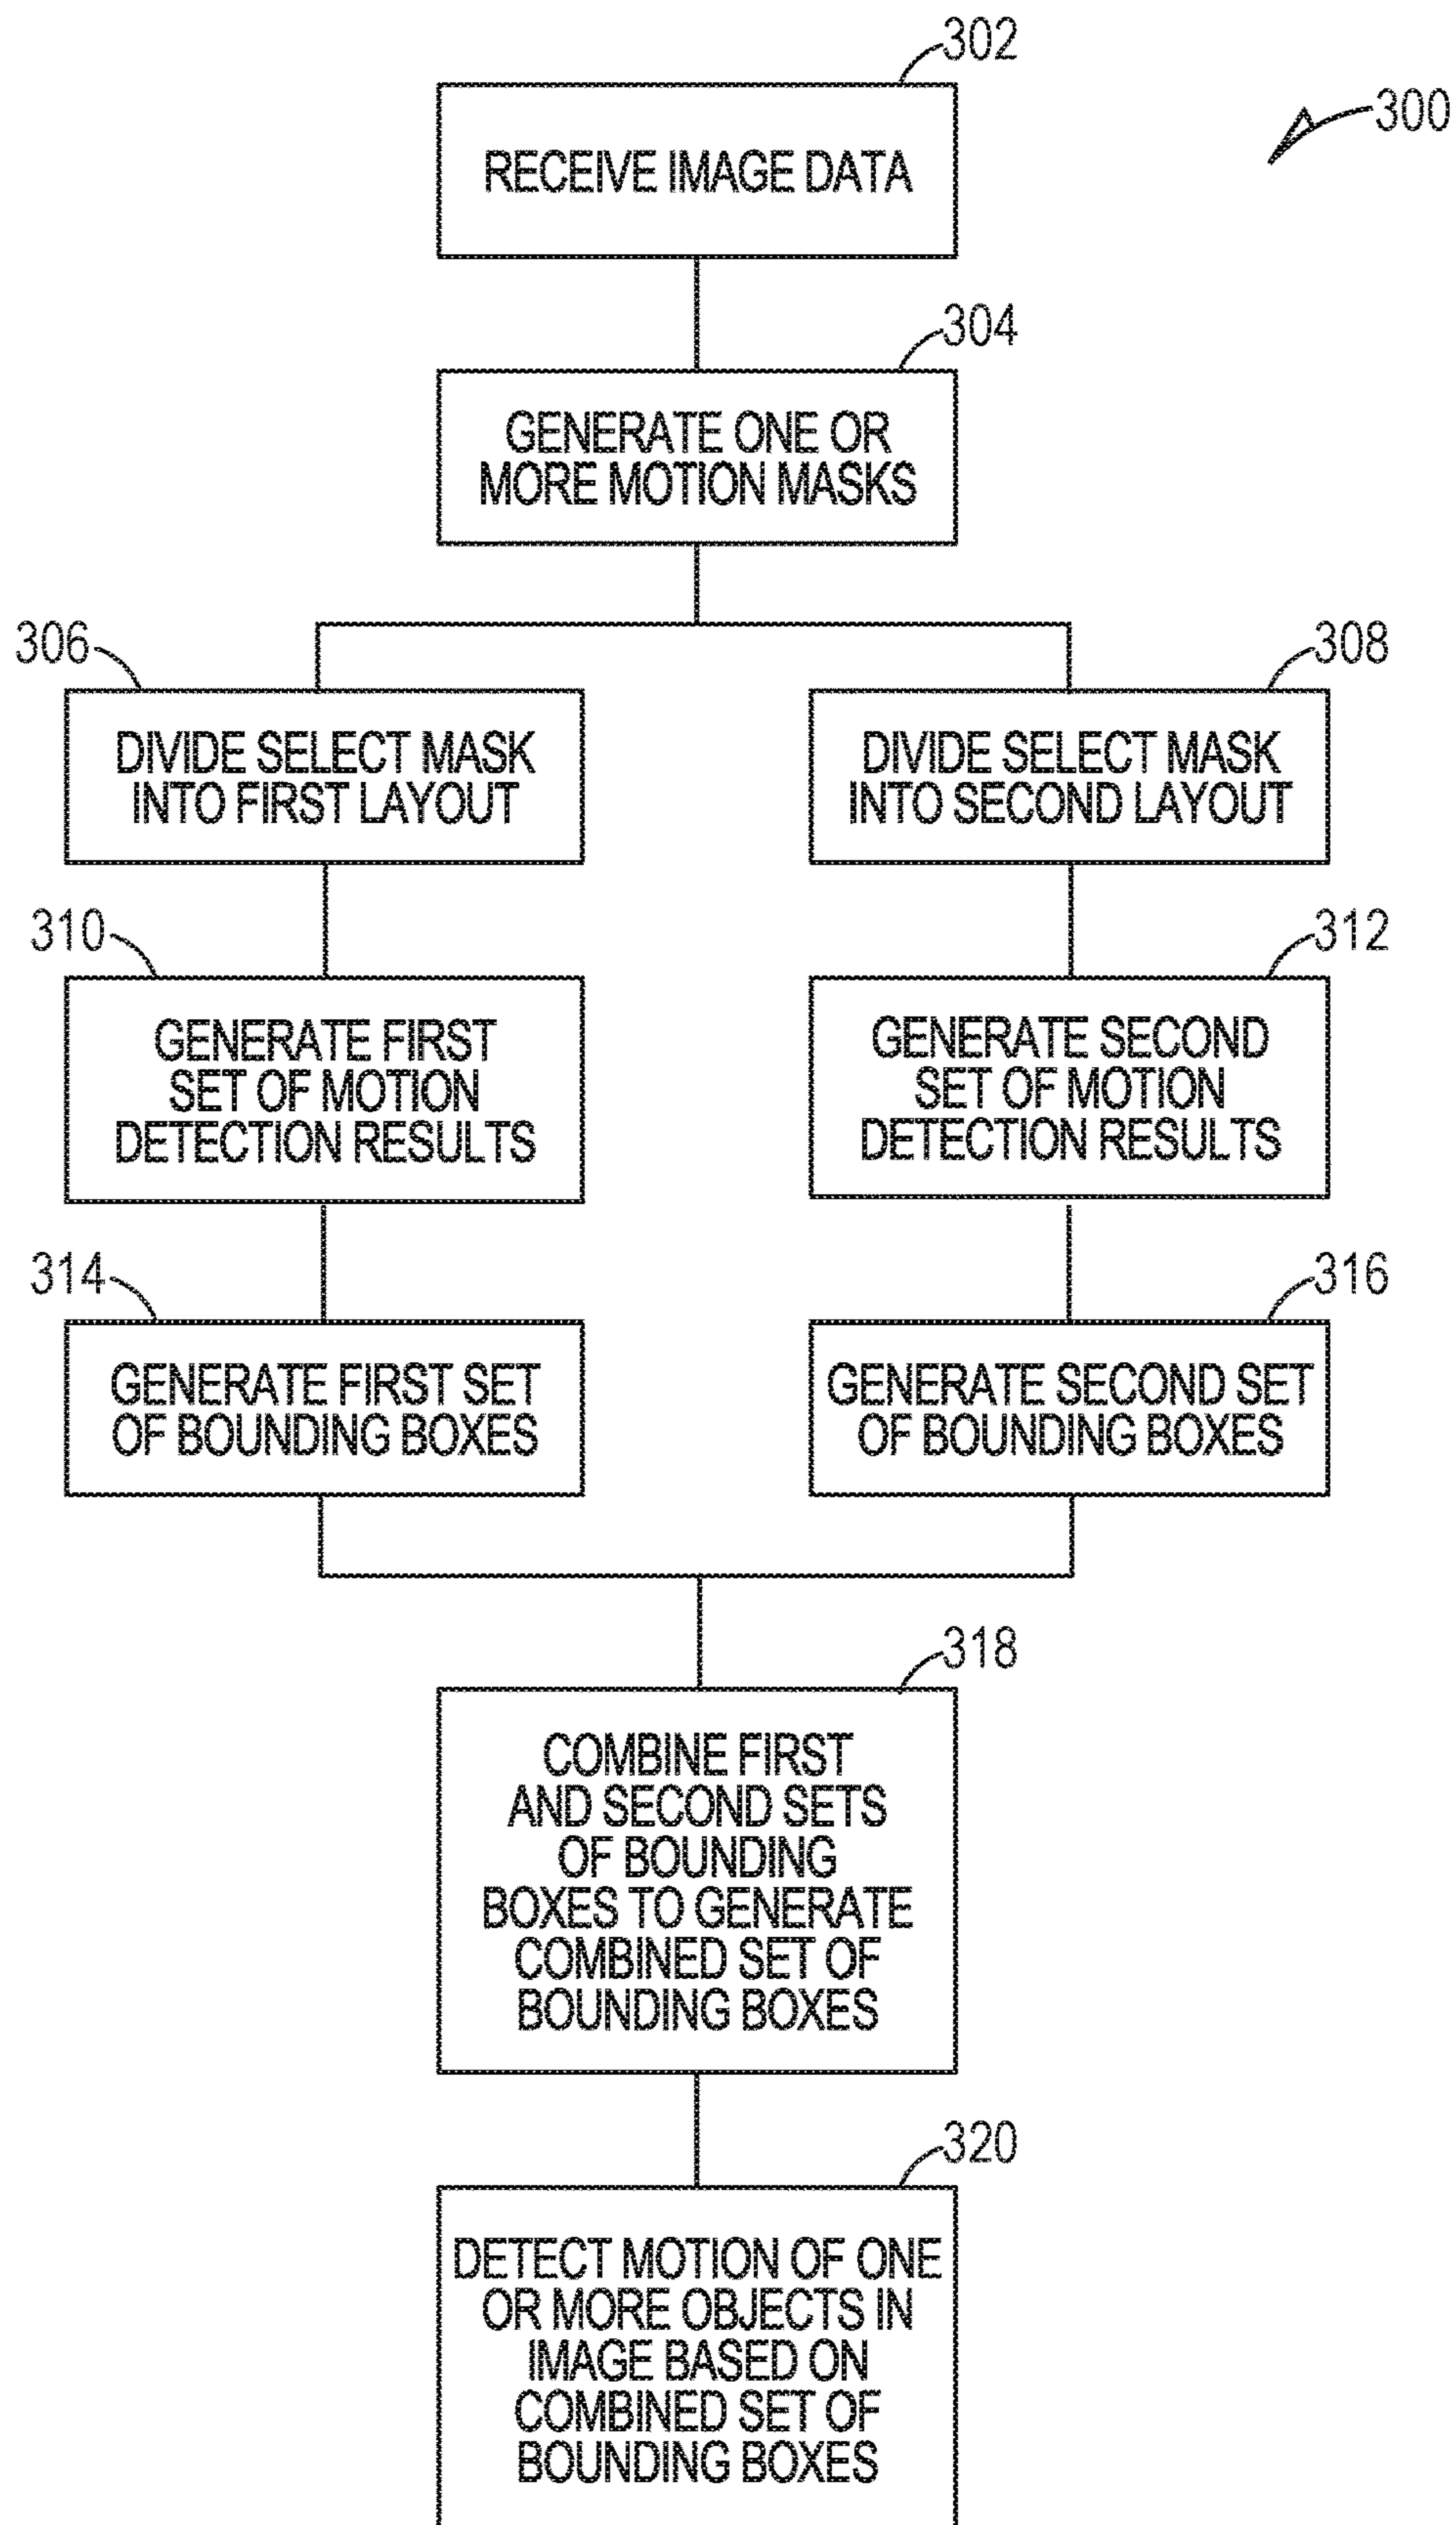 302
300
RECEIVE IMAGE DATA
304
GENERATE ONE OR
MORE MOTION MASKS
306
308
DIVIDE SELECT MASK
INTO FIRST LAYOUT
DIVIDE SELECT MASK
INTO SECOND LAYOUT
310
312
GENERATE FIRST
SET OF MOTION
DETECTION RESULTS
GENERATE SECOND
SET OF MOTION
DETECTION RESULTS
314
316
GENERATE FIRST SET
OF BOUNDING BOXES
GENERATE SECOND SET
OF BOUNDING BOXES
318
COMBINE FIRST
AND SECOND SETS
OF BOUNDING
BOXES TO GENERATE
COMBINED SET OF
BOUNDING BOXES
320
DETECT MOTION OF ONE
OR MORE OBJECTS IN
IMAGE BASED ON
COMBINED SET OF
BOUNDING BOXES